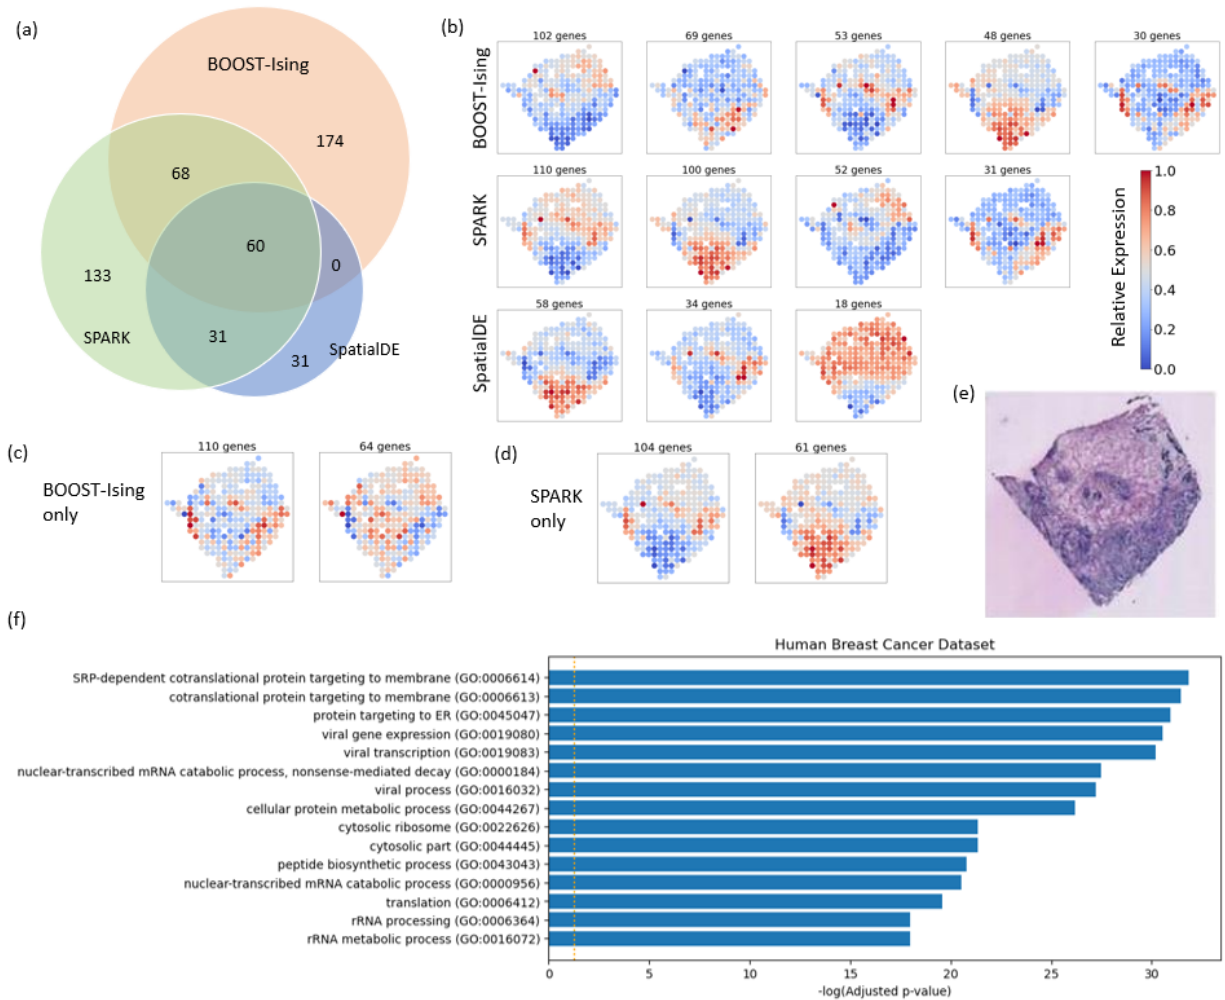 (a)
BOOST-Ising
174
68
60
0
133
SPARK
31
31
SpatialDE
(b)
BOOST-Ising
102 genes
69 genes
53 genes
48 genes
30 genes
SPARK
110 genes
100 genes
52 genes
31 genes
SpatialDE
58 genes
34 genes
18 genes
Relative Expression
1.0
0.8
0.6
0.4
0.2
0.0
(c)
BOOST-Ising
only
110 genes
64 genes
(d)
SPARK
only
104 genes
61 genes
(e)
(f)
Human Breast Cancer Dataset
SRP-dependent cotranslational protein targeting to membrane (GO:0006614)
cotranslational protein targeting to membrane (GO:0006613)
protein targeting to ER (GO:0045047)
viral gene expression (GO:0019080)
viral transcription (GO:0019083)
nuclear-transcribed mRNA catabolic process, nonsense-mediated decay (GO:0000184)
viral process (GO:0016032)
cellular protein metabolic process (GO:0044267)
cytosolic ribosome (GO:0022626)
cytosolic part (GO:0044445)
peptide biosynthetic process (GO:0043043)
nuclear-transcribed mRNA catabolic process (GO:0000956)
translation (GO:0006412)
rRNA processing (GO:0006364)
rRNA metabolic process (GO:0016072)
0 5 10 15 20 25 30
-log(Adjusted p-value)